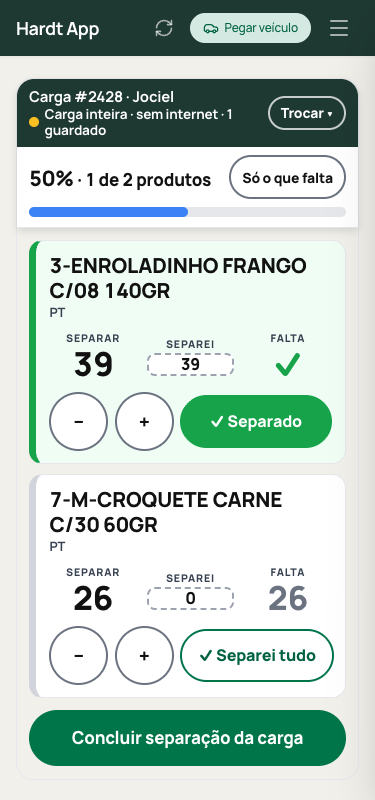 Hardt App
Pegar veículo
Carga #2428 · Jociel
Carga inteira · sem internet · 1
guardado
Trocar ▾
50% · 1 de 2 produtos
Só o que falta
3-ENROLADINHO FRANGO
C/08 140GR
PT
SEPARAR
SEPAREI
FALTA
39
39
✓
−
+
✓ Separado
7-M-CROQUETE CARNE
C/30 60GR
PT
SEPARAR
SEPAREI
FALTA
26
0
26
−
+
✓ Separei tudo
Concluir separação da carga